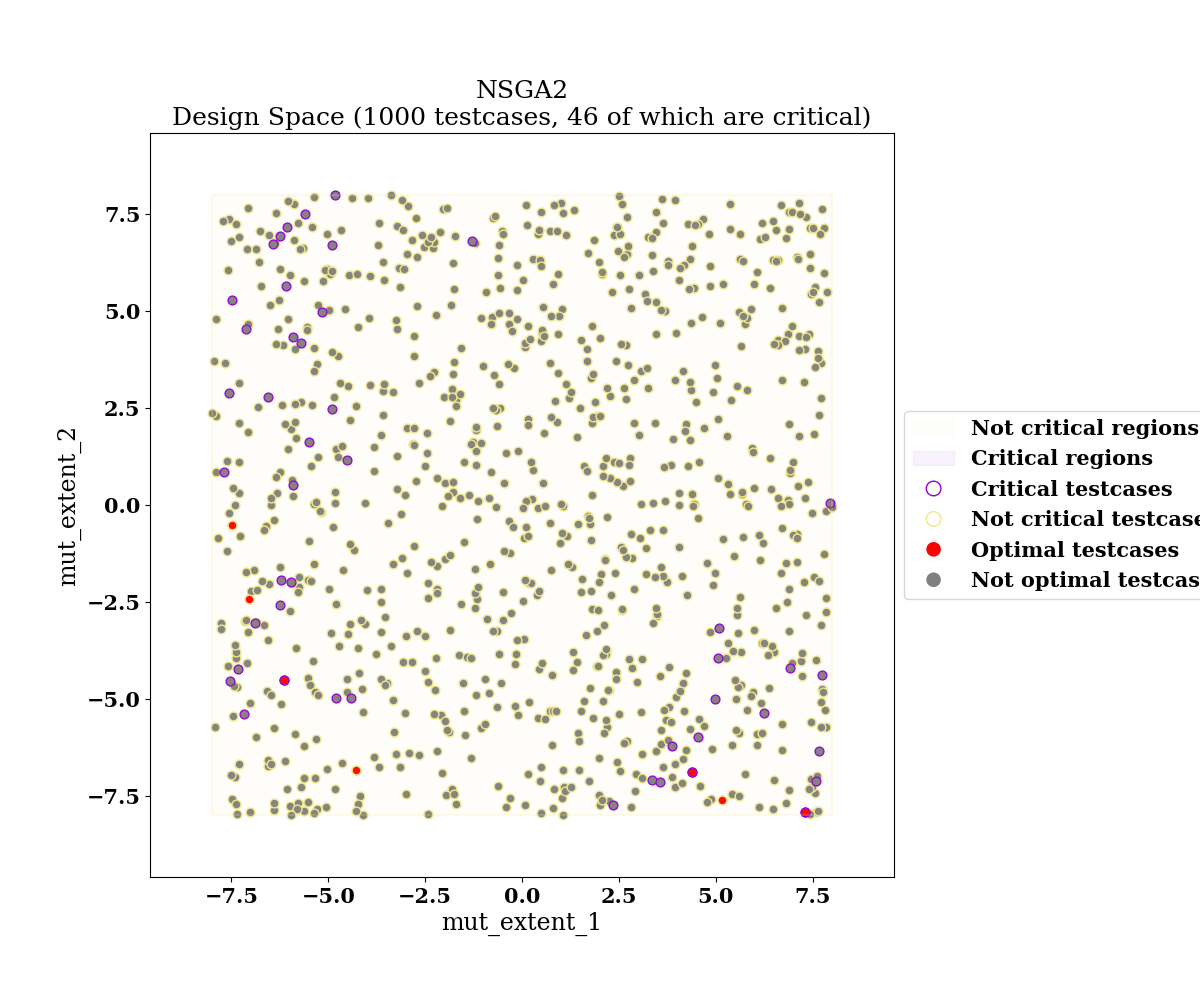 NSGA2
Design Space (1000 testcases, 46 of which are critical)
7.5
5.0
2.5
0.0
−2.5
−5.0
−7.5
mut_extent_2
−7.5 −5.0 −2.5 0.0 2.5 5.0 7.5
mut_extent_1
Not critical regions
Critical regions
Critical testcases
Not critical testcase
Optimal testcases
Not optimal testcas